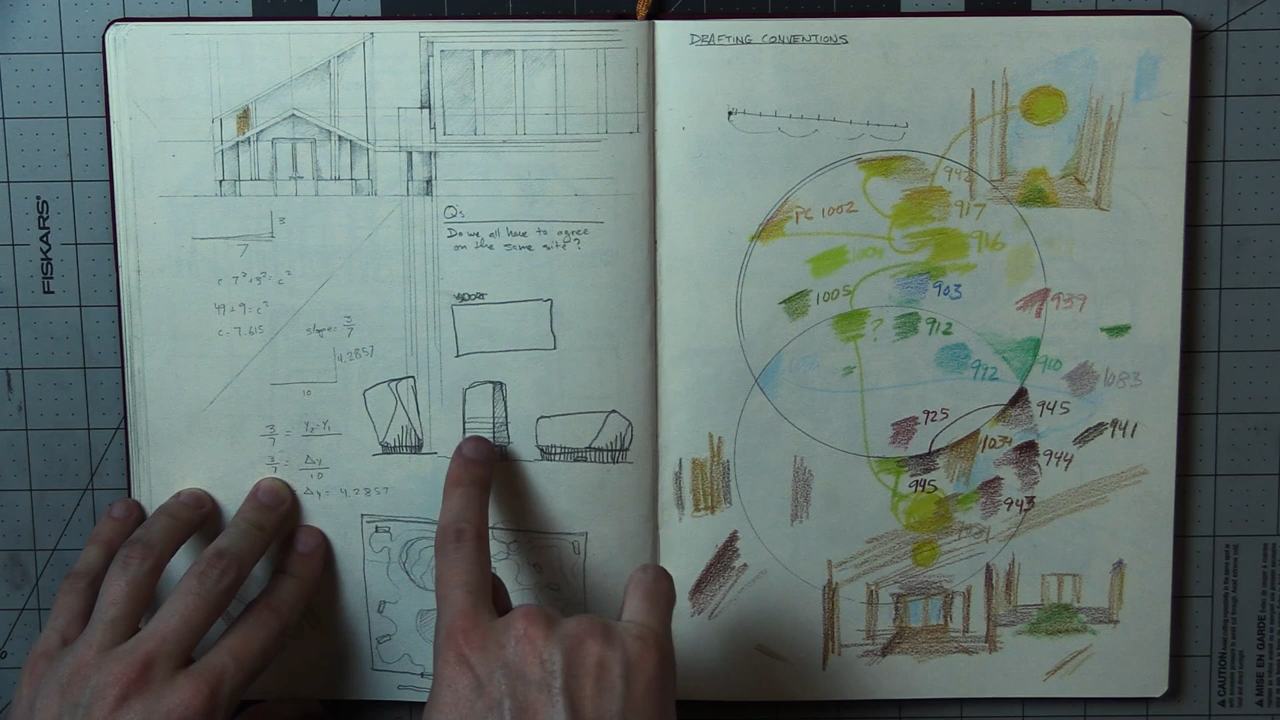 DRAFTING CONVENTIONS
3
7
7² + 3² = c²
49 + 9 = c²
c = 7.615
slope = 3/7
4.2857
10
3/7 = Y₂-Y₁
3/7 = Δy/10
Δy = 4.2857
Q:
Do we all have to agree
on the same site?
PC 1002
917
916
1005
903
939
?
912
992
910
1083
925
945
941
1034
944
945
943
FISKARS®
CAUTION
A MISE EN GARDE